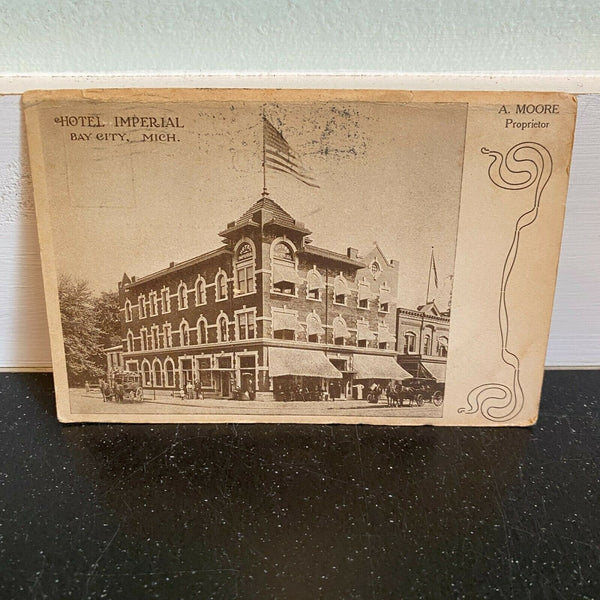 HOTEL IMPERIAL
BAY CITY, MICH.
A. MOORE
Proprietor